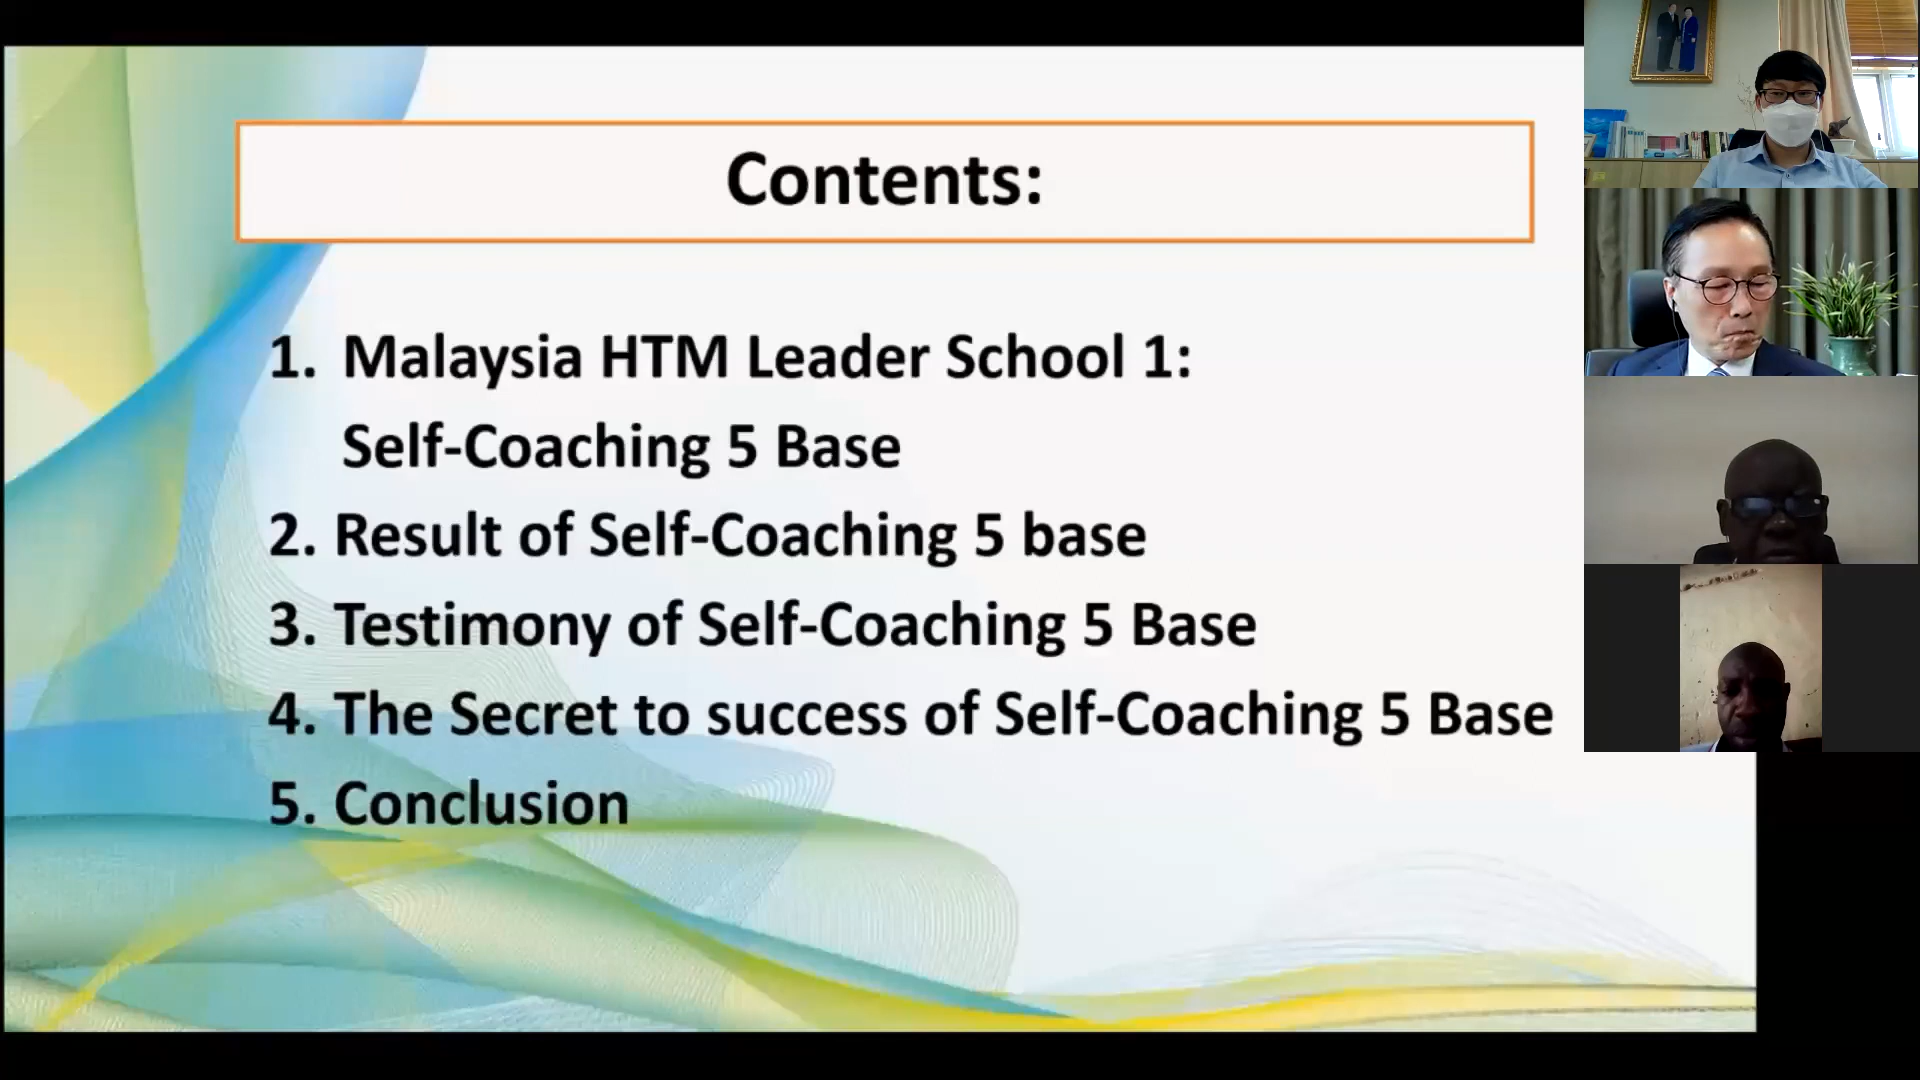 Contents:
1. Malaysia HTM Leader School 1:
Self-Coaching 5 Base
2. Result of Self-Coaching 5 base
3. Testimony of Self-Coaching 5 Base
4. The Secret to success of Self-Coaching 5 Base
5. Conclusion